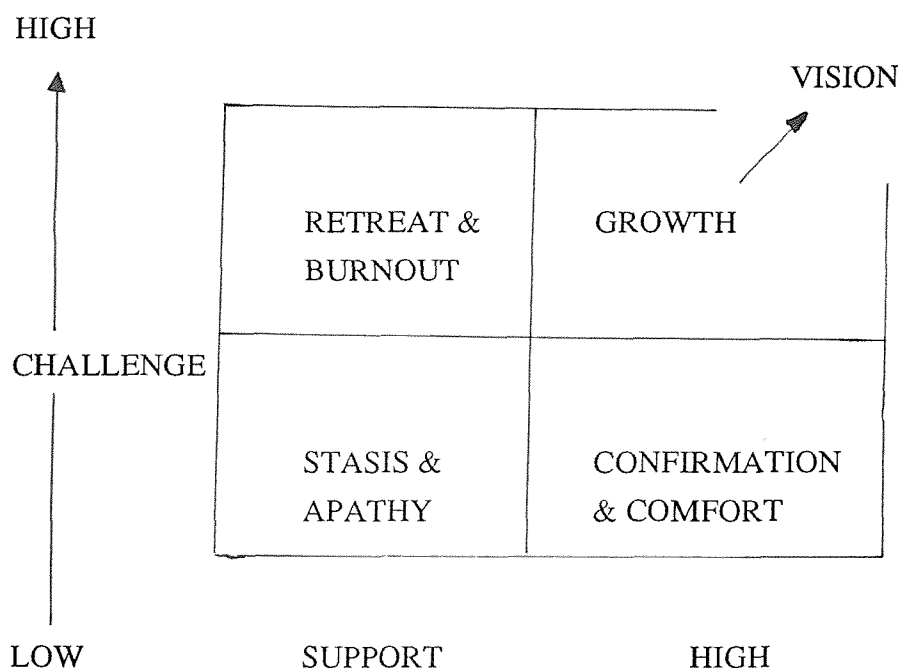 HIGH
VISION
RETREAT &
BURNOUT
GROWTH
CHALLENGE
STASIS &
APATHY
CONFIRMATION
& COMFORT
LOW
SUPPORT
HIGH